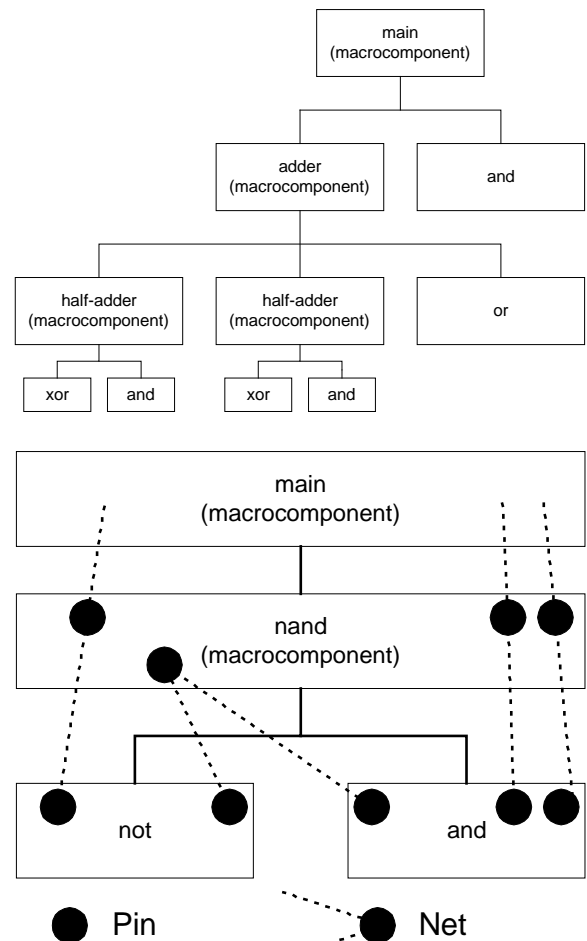 main
(macrocomponent)
adder
(macrocomponent)
and
half-adder
(macrocomponent)
half-adder
(macrocomponent)
or
xor
and
xor
and
main
(macrocomponent)
nand
(macrocomponent)
not
and
Pin
Net